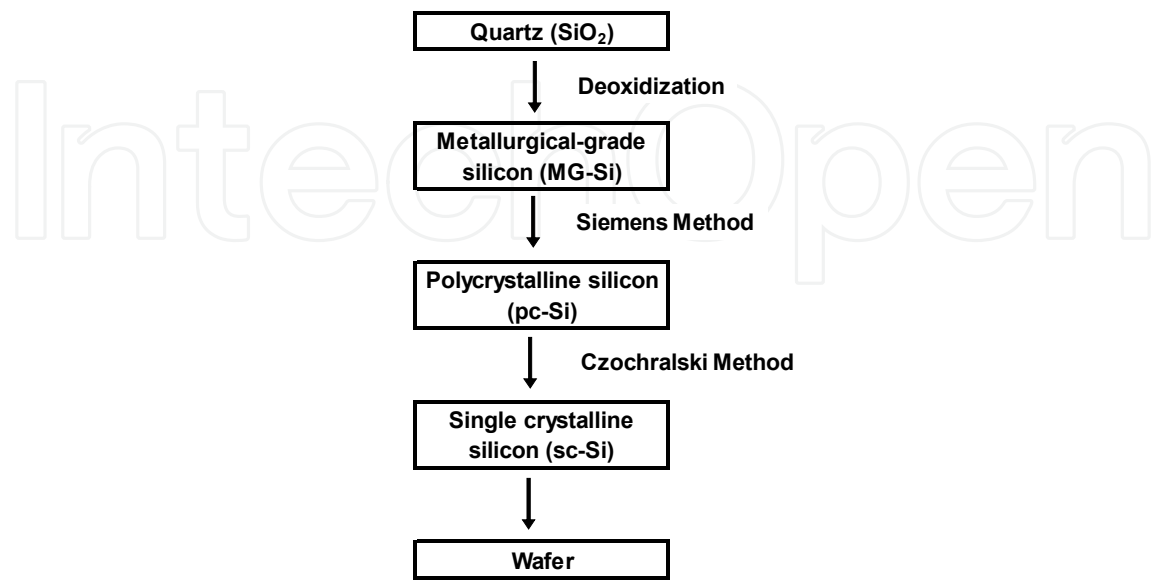 Quartz (SiO₂)
Deoxidization
Metallurgical-grade
silicon (MG-Si)
Siemens Method
Polycrystalline silicon
(pc-Si)
Czochralski Method
Single crystalline
silicon (sc-Si)
Wafer
IntechOpen